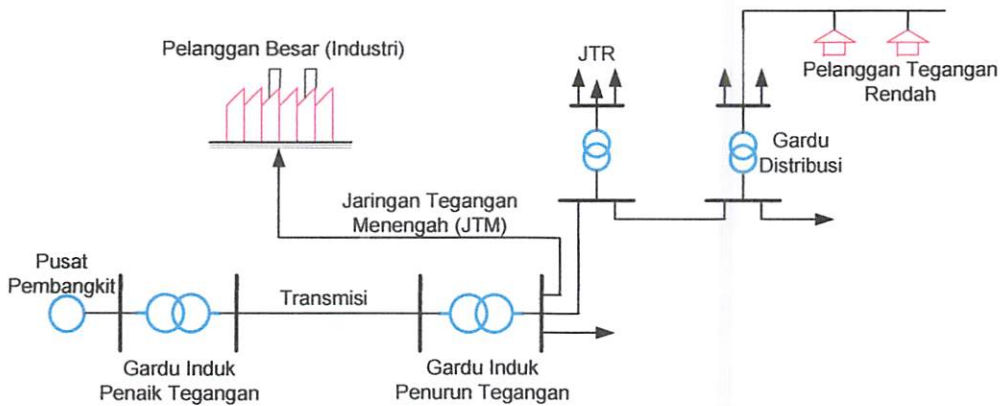 Pelanggan Besar (Industri)
JTR
Pelanggan Tegangan
Rendah
Gardu
Distribusi
Jaringan Tegangan
Menengah (JTM)
Pusat
Pembangkit
Transmisi
Gardu Induk
Penaik Tegangan
Gardu Induk
Penurun Tegangan